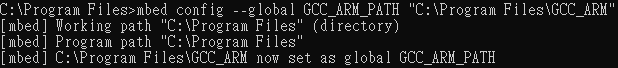 C:\Program Files>mbed config --global GCC_ARM_PATH "C:\Program Files\GCC_ARM"
[mbed] Working path "C:\Program Files" (directory)
[mbed] Program path "C:\Program Files"
[mbed] C:\Program Files\GCC_ARM now set as global GCC_ARM_PATH